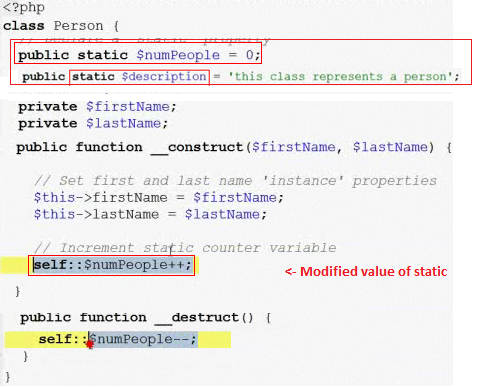 <?php
class Person {
// Declare a 'static' property
public static $numPeople = 0;
public static $description = 'this class represents a person';
private $firstName;
private $lastName;
public function __construct($firstName, $lastName) {
// Set first and last name 'instance' properties
$this->firstName = $firstName;
$this->lastName = $lastName;
// Increment static counter variable
self::$numPeople++;
<- Modified value of static
}
public function __destruct() {
self::$numPeople--;
}
}